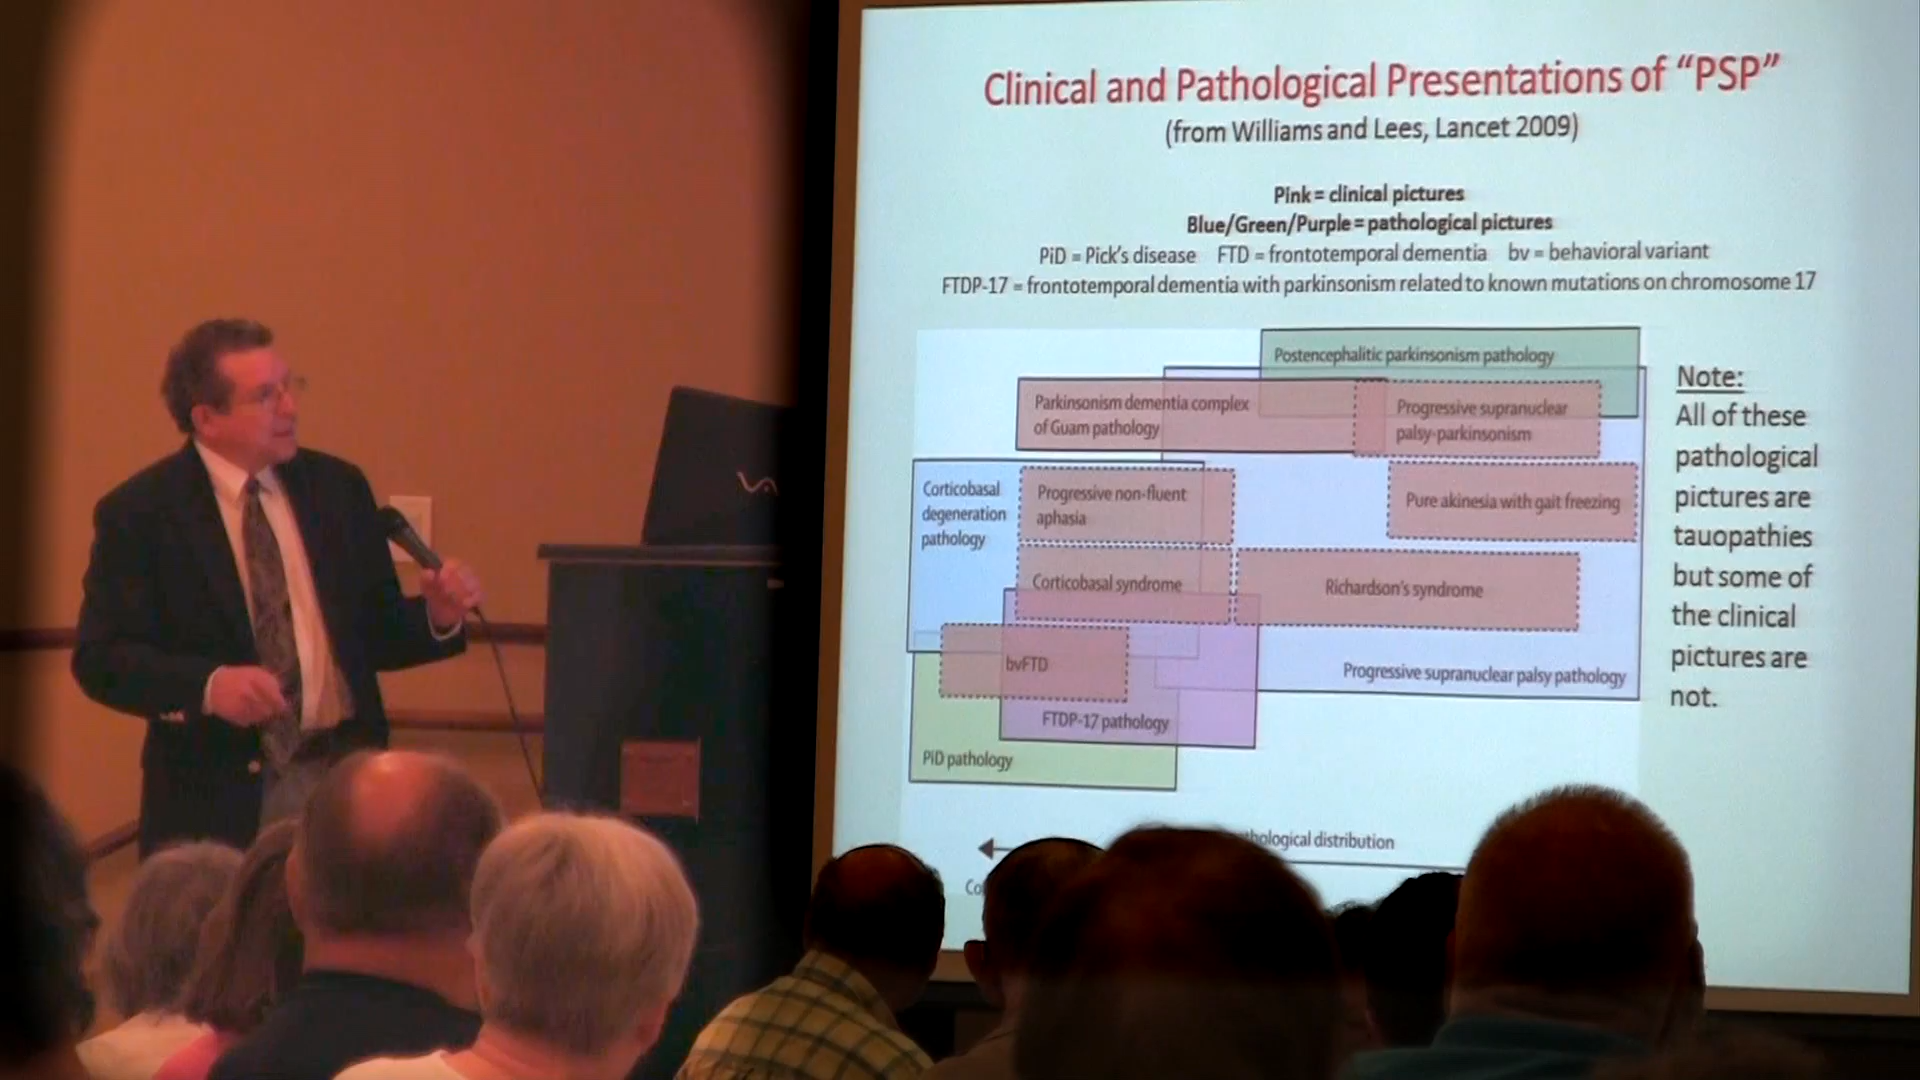 Clinical and Pathological Presentations of “PSP”
(from Williams and Lees, Lancet 2009)
Pink = clinical pictures
Blue/Green/Purple = pathological pictures
PiD = Pick's disease FTD = frontotemporal dementia bv = behavioral variant
FTDP-17 = frontotemporal dementia with parkinsonism related to known mutations on chromosome 17
Postencephalitic parkinsonism pathology
Parkinsonism dementia complex
of Guam pathology
Progressive supranuclear
palsy-parkinsonism
Corticobasal
degeneration
pathology
Progressive non-fluent
aphasia
Pure akinesia with gait freezing
Corticobasal syndrome
Richardson's syndrome
bvFTD
Progressive supranuclear palsy pathology
FTDP-17 pathology
PiD pathology
distribution
Note:
All of these
pathological
pictures are
tauopathies
but some of
the clinical
pictures are
not.